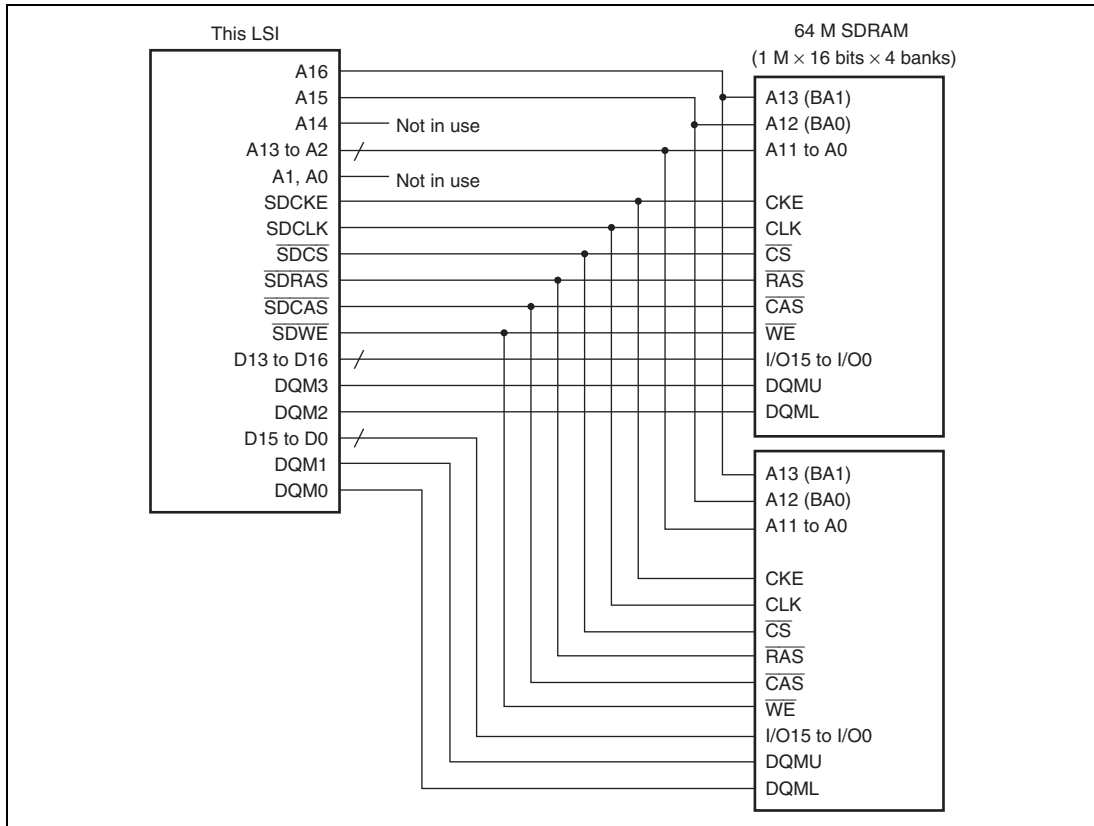 This LSI
A16
A15
A14
Not in use
A13 to A2
A1, A0
Not in use
SDCKE
SDCLK
SDCS
SDRAS
SDCAS
SDWE
D13 to D16
DQM3
DQM2
D15 to D0
DQM1
DQM0
64 M SDRAM
(1 M × 16 bits × 4 banks)
A13 (BA1)
A12 (BA0)
A11 to A0
CKE
CLK
CS
RAS
CAS
WE
I/O15 to I/O0
DQMU
DQML
A13 (BA1)
A12 (BA0)
A11 to A0
CKE
CLK
CS
RAS
CAS
WE
I/O15 to I/O0
DQMU
DQML